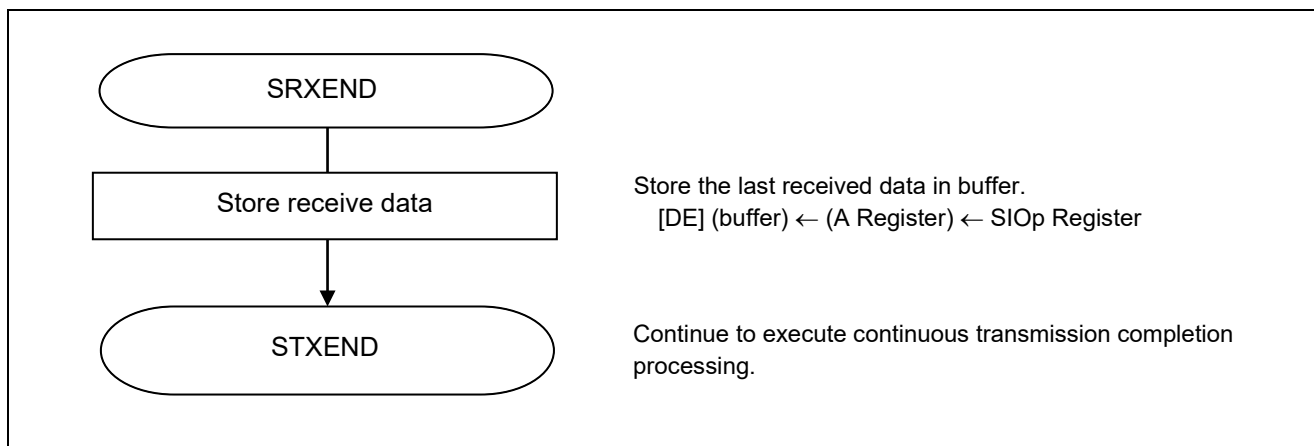 SRXEND
Store receive data
Store the last received data in buffer.
[DE] (buffer) ← (A Register) ← SIOp Register
STXEND
Continue to execute continuous transmission completion
processing.